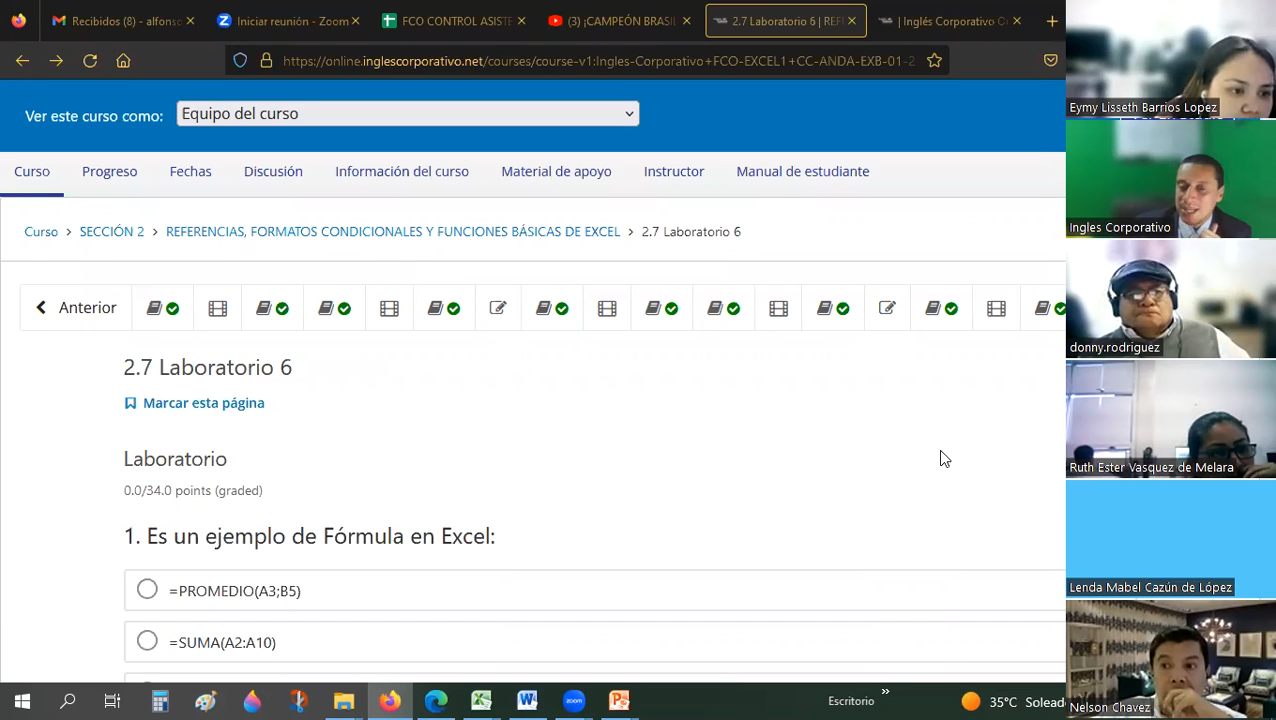 Recibidos (8) - alfonso
Iniciar reunión - Zoom
FCO CONTROL ASISTE
(3) ¡CAMPEÓN BRASIL
2.7 Laboratorio 6 | REF
| Inglés Corporativo O
https://online.inglescorporativo.net/courses/course-v1:Ingles-Corporativo+FCO-EXCEL1+CC-ANDA-EXB-01-2
Ver este curso como:
Equipo del curso
Curso
Progreso
Fechas
Discusión
Información del curso
Material de apoyo
Instructor
Manual de estudiante
Curso > SECCIÓN 2 > REFERENCIAS, FORMATOS CONDICIONALES Y FUNCIONES BÁSICAS DE EXCEL > 2.7 Laboratorio 6
Anterior
2.7 Laboratorio 6
Marcar esta página
Laboratorio
0.0/34.0 points (graded)
1. Es un ejemplo de Fórmula en Excel:
=PROMEDIO(A3;B5)
=SUMA(A2:A10)
Eymy Lisseth Barrios Lopez
Ingles Corporativo
donny.rodriguez
Ruth Ester Vasquez de Melara
Lenda Mabel Cazún de López
Nelson Chavez
zoom
Escritorio
35°C Solead